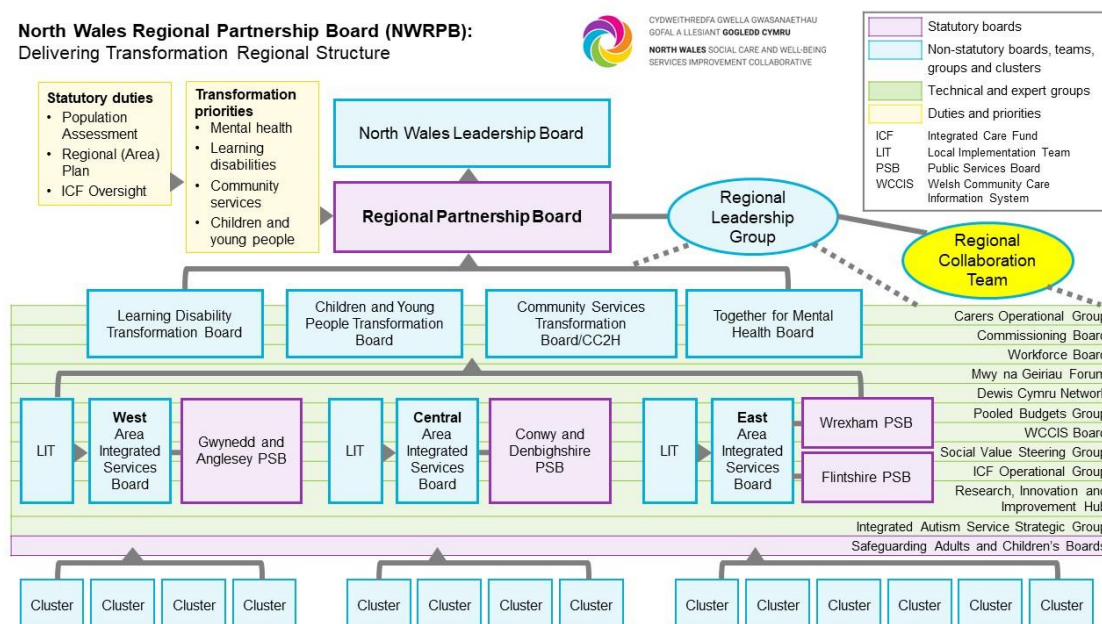 North Wales Regional Partnership Board (NWRPB):
Delivering Transformation Regional Structure
CYDWEITHREDFA GWELLA GWASANAETHAU
GOFAL A LLESIANT GOGLEDD CYMRU
NORTH WALES SOCIAL CARE AND WELL-BEING
SERVICES IMPROVEMENT COLLABORATIVE
Statutory boards
Non-statutory boards, teams,
groups and clusters
Technical and expert groups
Duties and priorities
ICF Integrated Care Fund
LIT Local Implementation Team
PSB Public Services Board
WCCIS Welsh Community Care
Information System
Statutory duties
• Population
Assessment
• Regional (Area)
Plan
• ICF Oversight
Transformation
priorities
• Mental health
• Learning
disabilities
• Community
services
• Children and
young people
North Wales Leadership Board
Regional Partnership Board
Regional
Leadership
Group
Regional
Collaboration
Team
Learning Disability
Transformation Board
Children and Young
People Transformation
Board
Community Services
Transformation
Board/CC2H
Together for Mental
Health Board
Carers Operational Group
Commissioning Board
Workforce Board
Mwy na Geiriau Forum
Dewis Cymru Network
Pooled Budgets Group
WCCIS Board
Social Value Steering Group
ICF Operational Group
Research, Innovation and
Improvement Hub
Integrated Autism Service Strategic Group
Safeguarding Adults and Children's Boards
LIT
West
Area
Integrated
Services
Board
Gwynedd and
Anglesey PSB
LIT
Central
Area
Integrated
Services
Board
Conwy and
Denbighshire
PSB
LIT
East
Area
Integrated
Services
Board
Wrexham PSB
Flintshire PSB
Cluster
Cluster
Cluster
Cluster
Cluster
Cluster
Cluster
Cluster
Cluster
Cluster
Cluster
Cluster
Cluster
Cluster